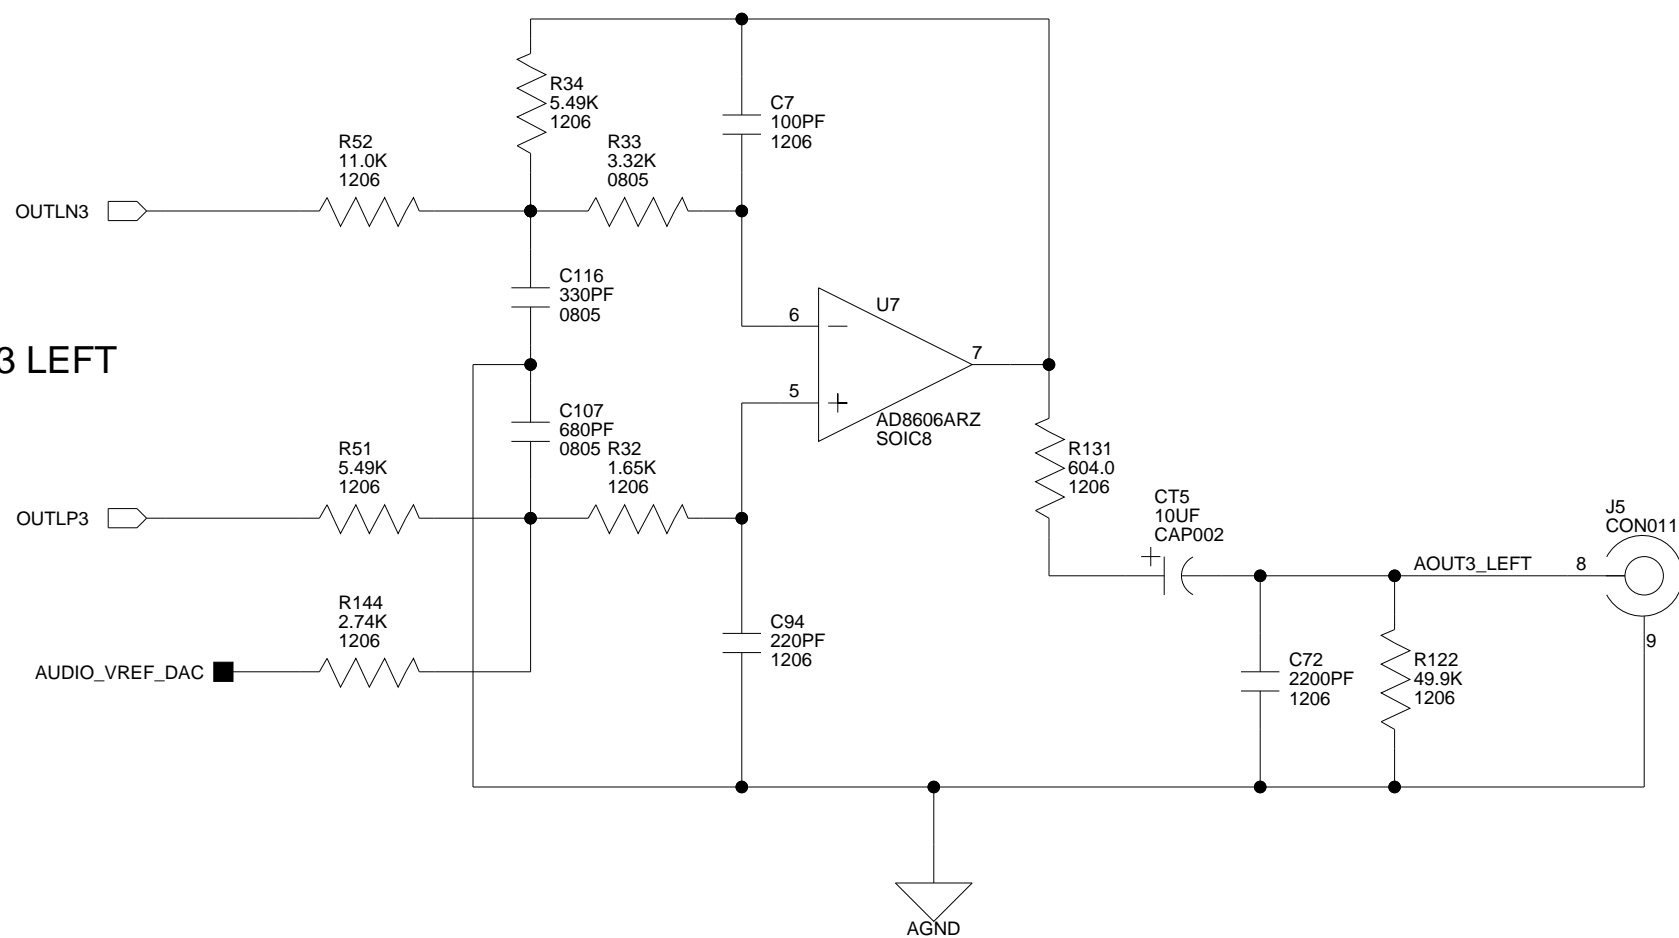 R34
5.49K
1206
C7
100PF
1206
R52
11.0K
1206
R33
3.32K
0805
OUTLN3
C116
330PF
0805
6
U7
3 LEFT
7
5
AD8606ARZ
SOIC8
C107
680PF
0805
R51
5.49K
1206
R32
1.65K
1206
OUTLP3
R131
604.0
1206
CT5
10UF
CAP002
J5
CON011
AOUT3_LEFT
8
9
R144
2.74K
1206
AUDIO_VREF_DAC
C94
220PF
1206
C72
2200PF
1206
R122
49.9K
1206
AGND